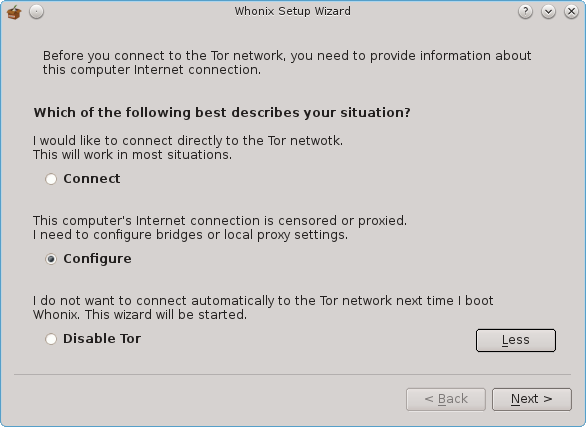 Whonix Setup Wizard
Before you connect to the Tor network, you need to provide information about
this computer Internet connection.
Which of the following best describes your situation?
I would like to connect directly to the Tor netwotk.
This will work in most situations.
Connect
This computer's Internet connection is censored or proxied.
I need to configure bridges or local proxy settings.
Configure
I do not want to connect automatically to the Tor network next time I boot
Whonix. This wizard will be started.
Disable Tor
Less
< Back
Next >